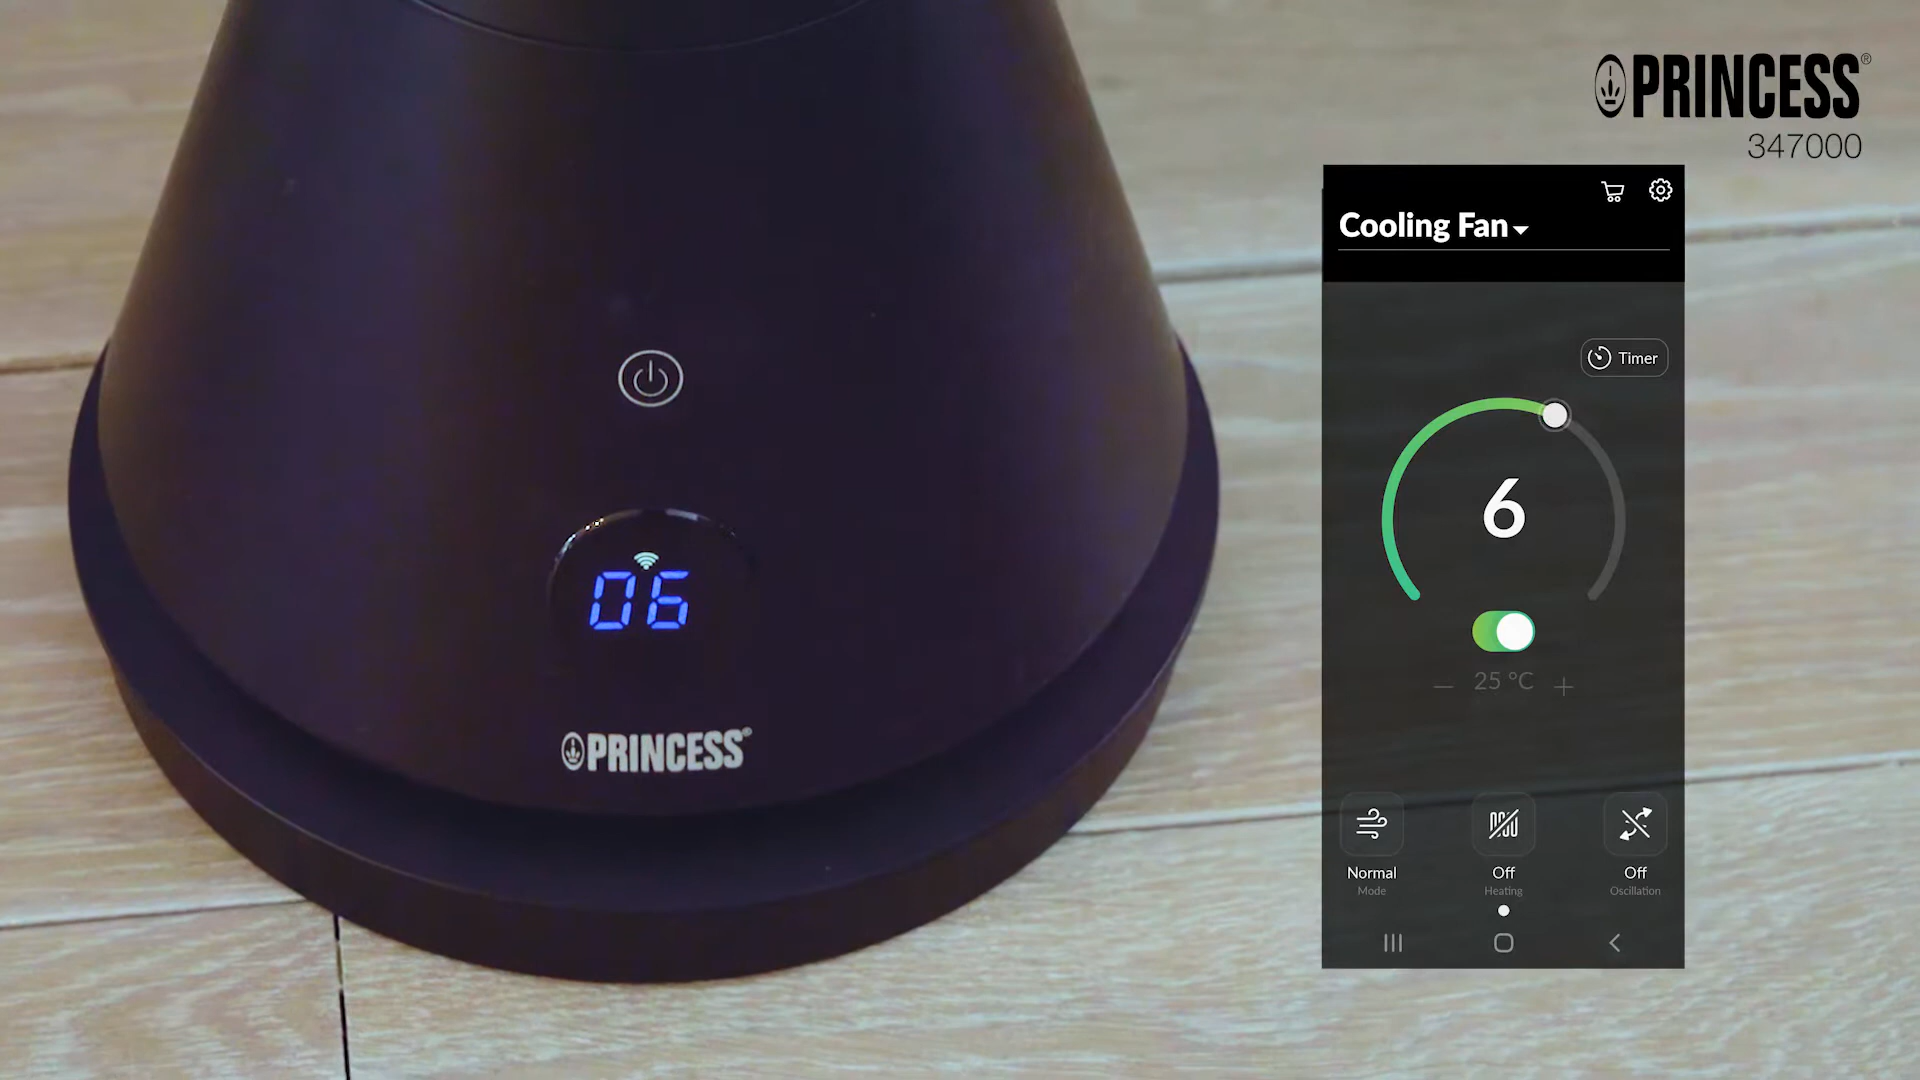 PRINCESS®
347000
Cooling Fan
Timer
6
25 °C
Normal
Mode
Off
Heating
Off
Oscillation
06
PRINCESS®